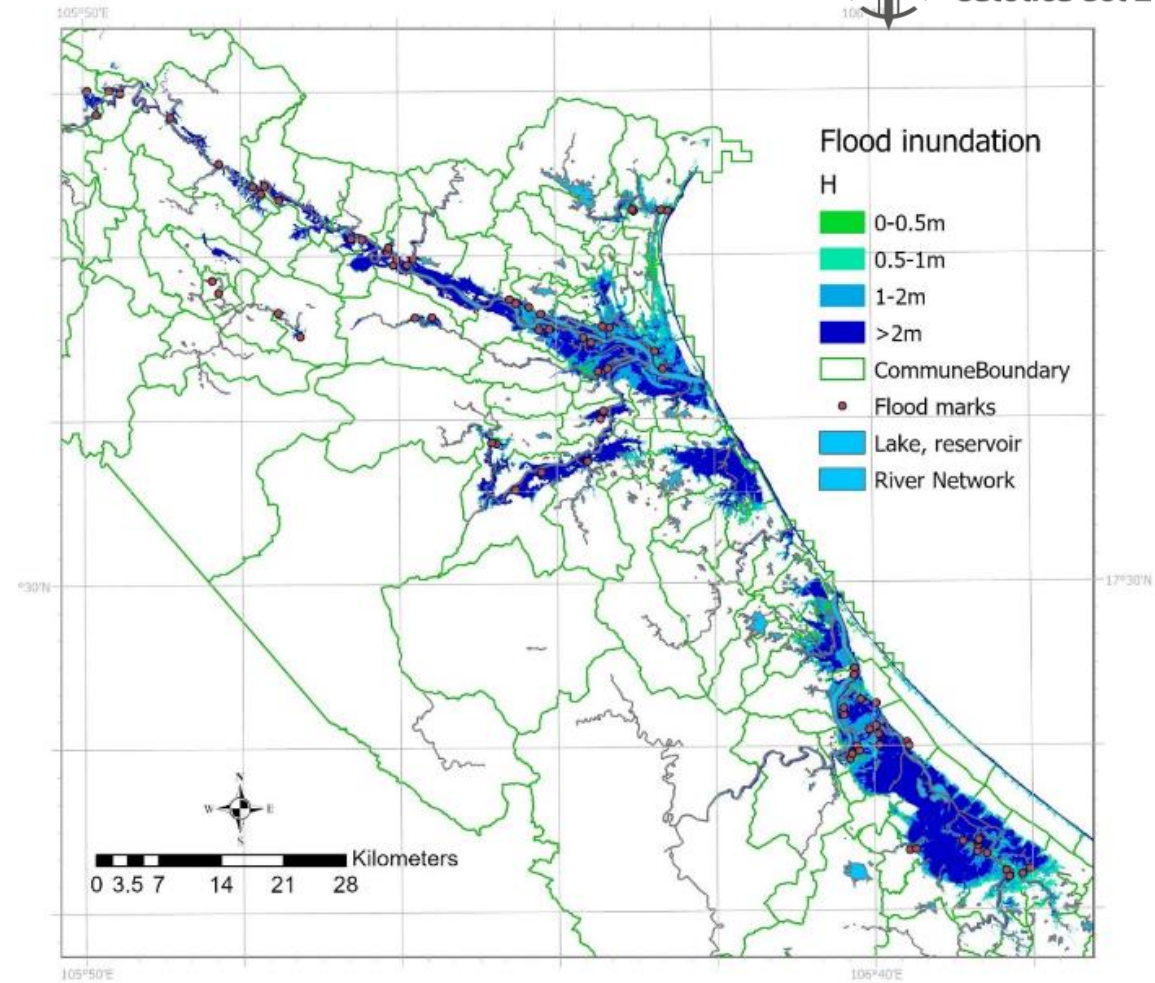 105°50'E
Flood inundation
H
0-0.5m
0.5-1m
1-2m
>2m
CommuneBoundary
Flood marks
Lake, reservoir
River Network
°30'N
17°30'N
N
W E
S
Kilometers
0 3.5 7 14 21 28
105°50'E
106°40'E